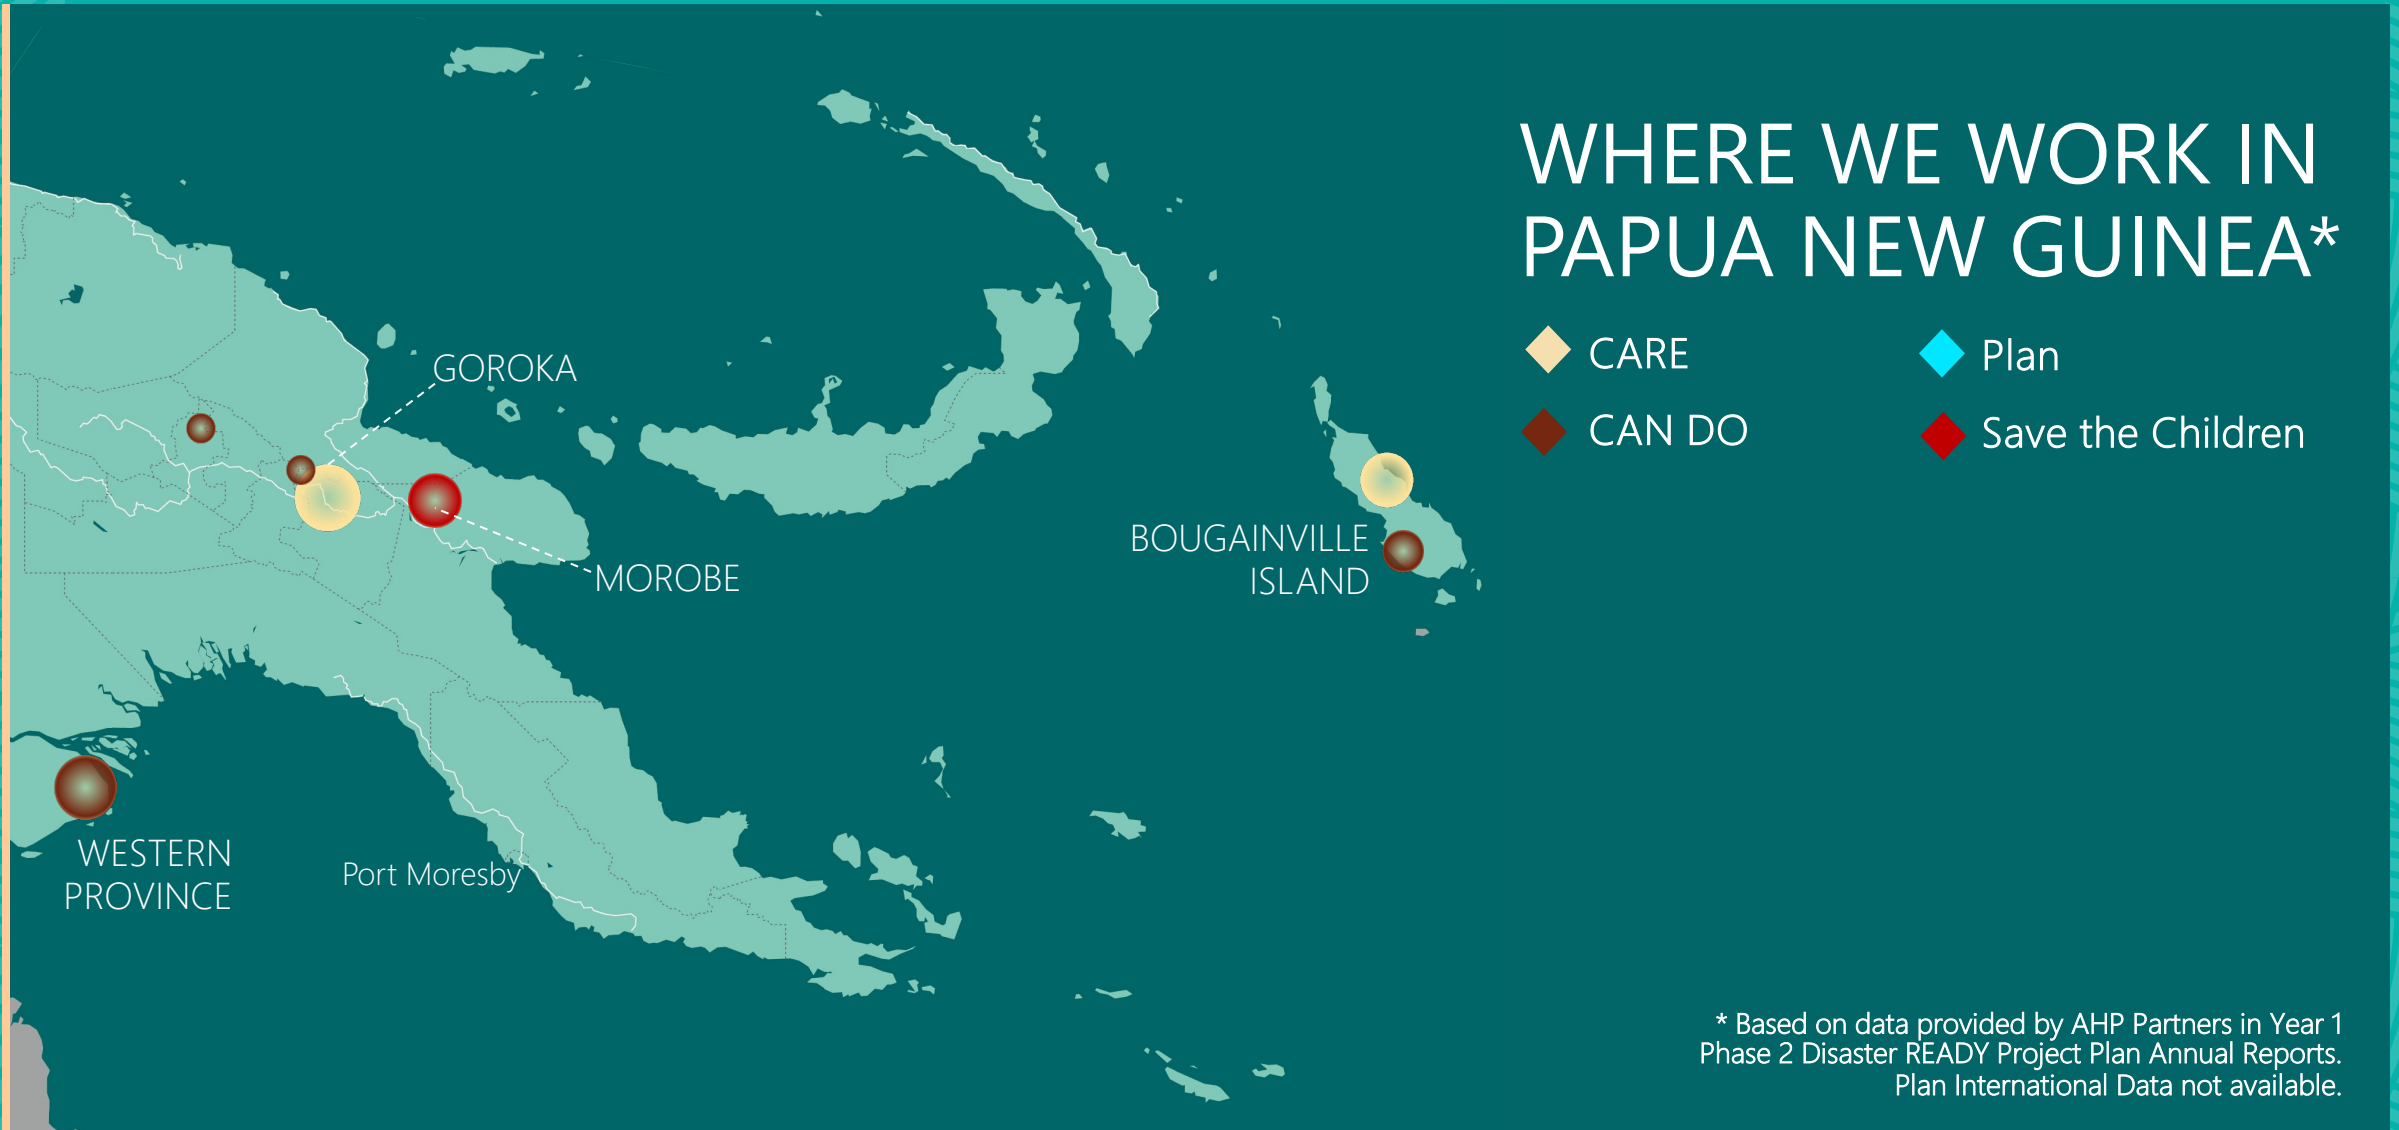 WHERE WE WORK IN
PAPUA NEW GUINEA*
CARE
Plan
CAN DO
Save the Children
GOROKA
MOROBE
BOUGAINVILLE
ISLAND
WESTERN
PROVINCE
Port Moresby
* Based on data provided by AHP Partners in Year 1
Phase 2 Disaster READY Project Plan Annual Reports.
Plan International Data not available.